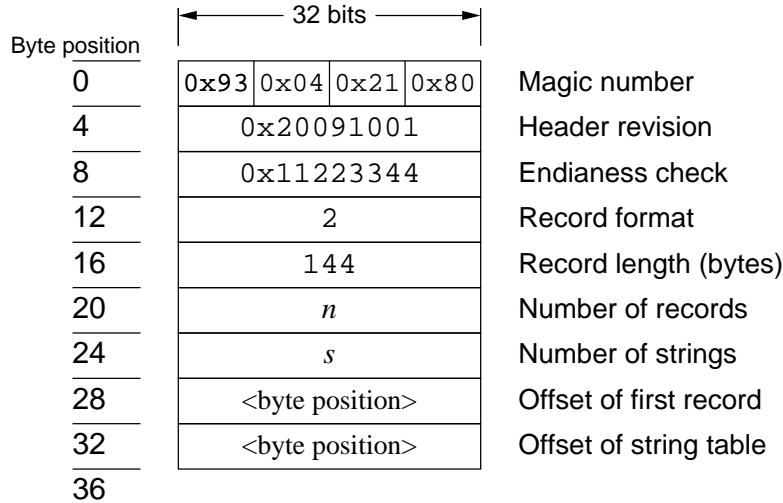 32 bits
Byte position
0 0x93 0x04 0x21 0x80 Magic number
4 0x20091001 Header revision
8 0x11223344 Endianess check
12 2 Record format
16 144 Record length (bytes)
20 n Number of records
24 s Number of strings
28 <byte position> Offset of first record
32 <byte position> Offset of string table
36